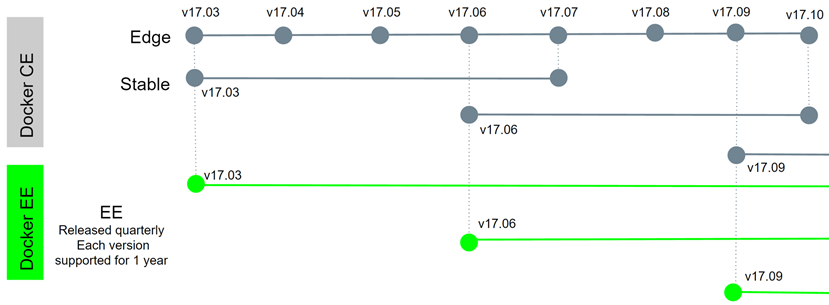 v17.03
v17.04
v17.05
v17.06
v17.07
v17.08
v17.09
v17.10
Docker CE
Edge
Stable
v17.03
v17.06
v17.09
Docker EE
v17.03
EE
Released quarterly
Each version
supported for 1 year
v17.06
v17.09